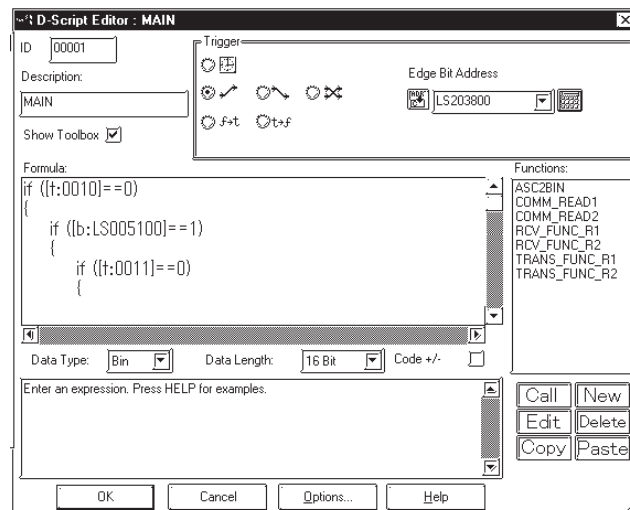 D-Script Editor : MAIN
ID 00001
Description:
MAIN
Show Toolbox
Trigger
f→t t→f
Edge Bit Address
LS203800
Formula:
if ([t:0010]==0)
{
if ([b:LS005100]==1)
{
if ([t:0011]==0)
{
Functions:
ASC2BIN
COMM_READ1
COMM_READ2
RCV_FUNC_R1
RCV_FUNC_R2
TRANS_FUNC_R1
TRANS_FUNC_R2
Data Type: Bin Data Length: 16 Bit Code +/-
Enter an expression. Press HELP for examples.
Call New
Edit Delete
Copy Paste
OK Cancel Options... Help